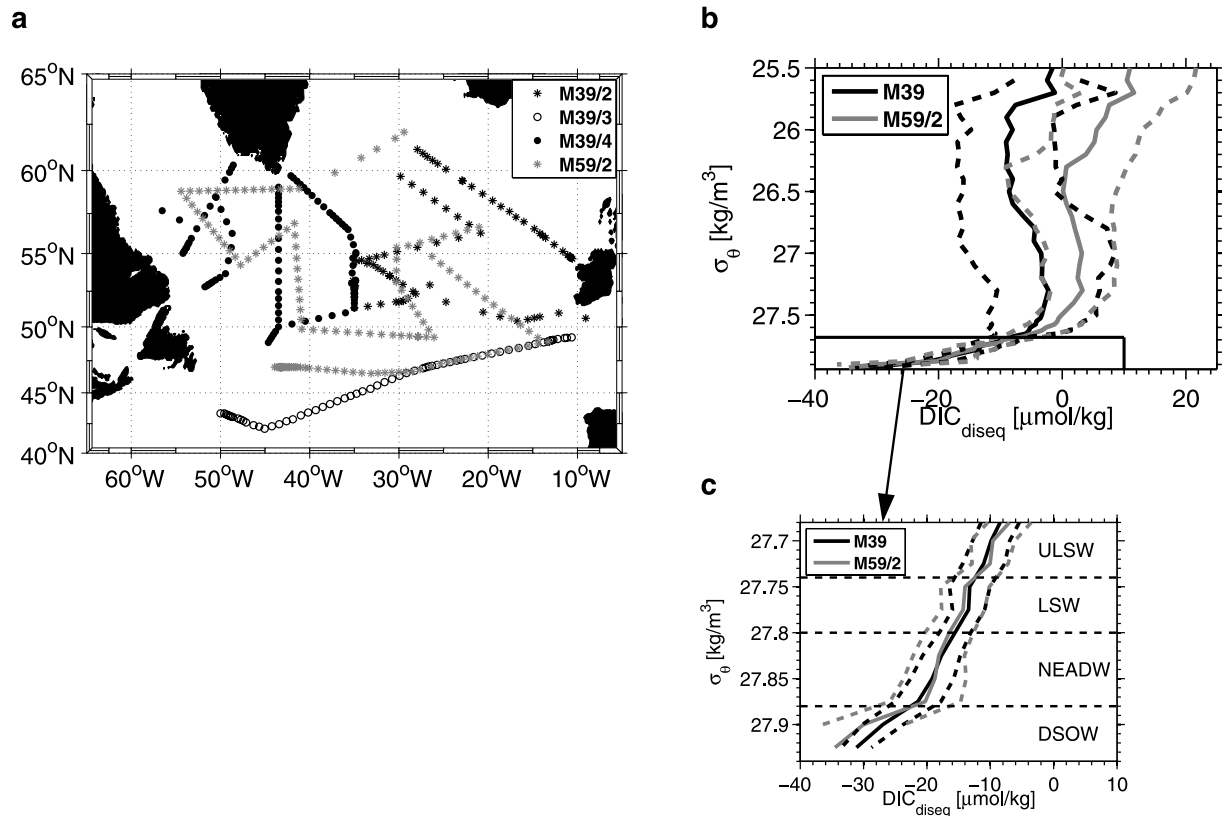 a
65°N
60°N
55°N
50°N
45°N
40°N
60°W
50°W
40°W
30°W
20°W
10°W
M39/2
M39/3
M39/4
M59/2
b
25.5
26
26.5
27
27.5
σθ [kg/m³]
M39
M59/2
−40
−20
0
20
DICdiseq [μmol/kg]
c
27.7
27.75
27.8
27.85
27.9
σθ [kg/m³]
M39
M59/2
ULSW
LSW
NEADW
DSOW
−40
−30
−20
−10
0
10
DICdiseq [μmol/kg]